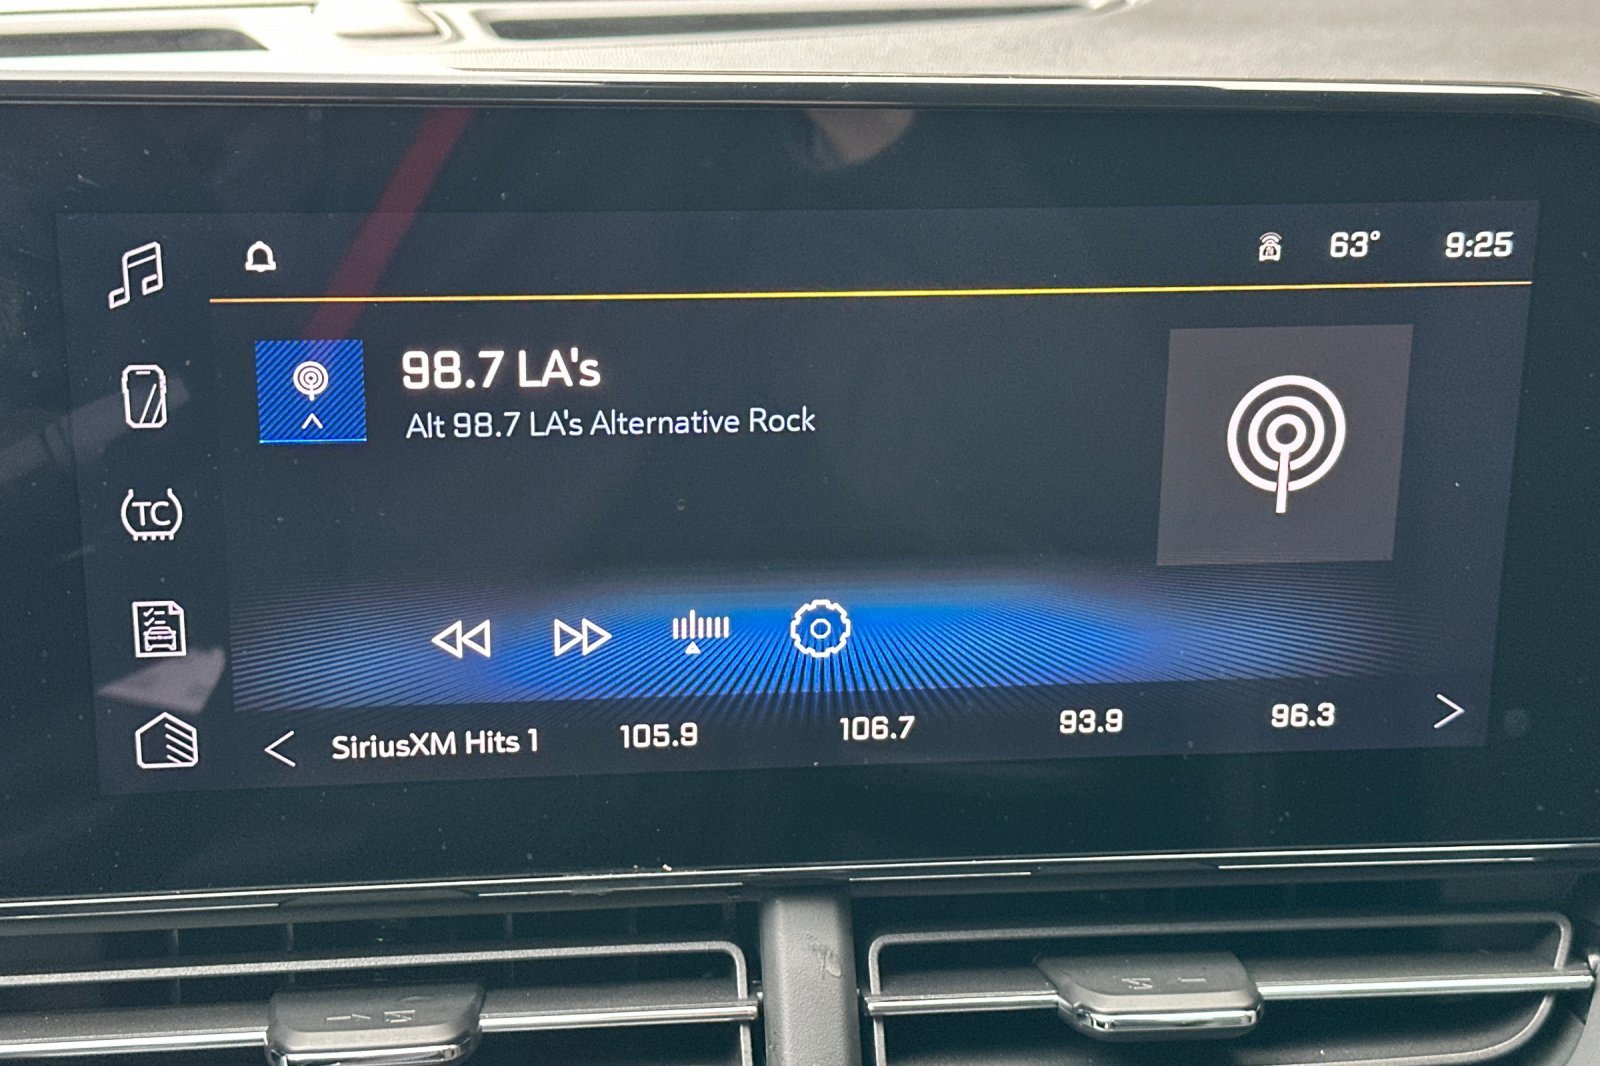 63° 9:25
98.7 LA's
Alt 98.7 LA's Alternative Rock
TC
SiriusXM Hits 1 105.9 106.7 93.9 96.3